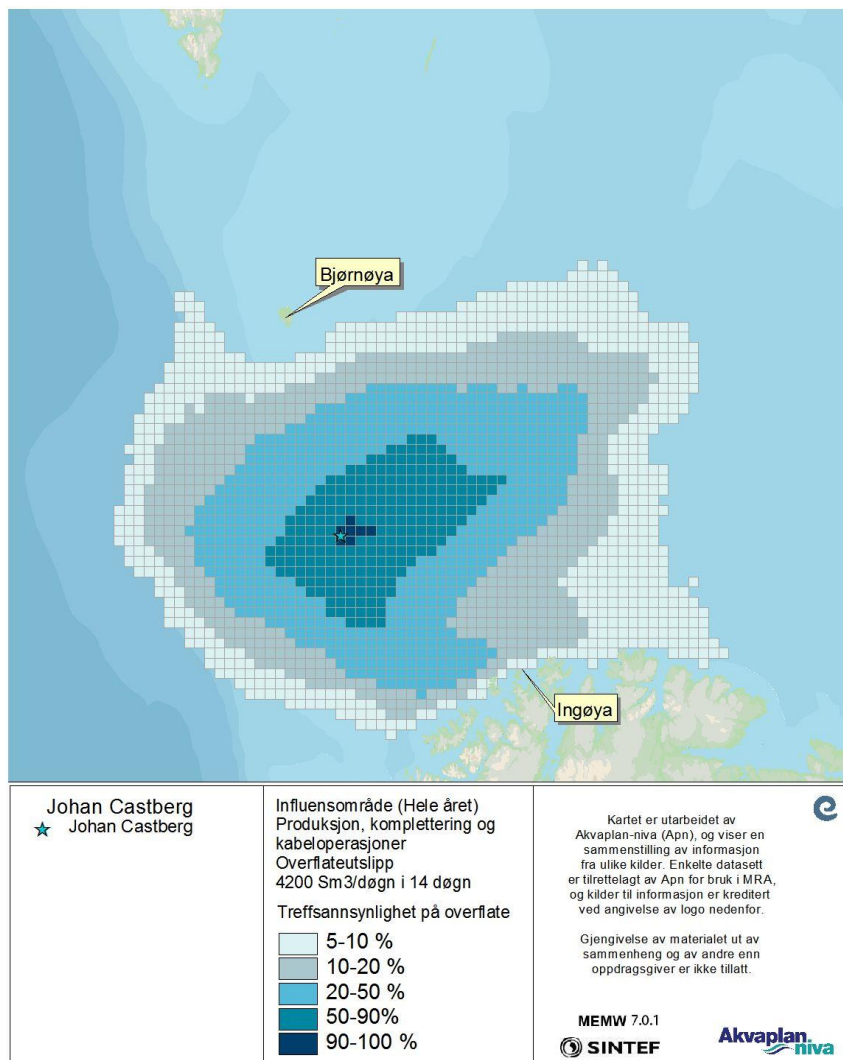 Bjørnøya
Ingøya
Johan Castberg
Johan Castberg
Influensområde (Hele året)
Produksjon, komplettering og
kabeloperasjoner
Overflateutslipp
4200 Sm3/døgn i 14 døgn
Treffsannsynlighet på overflate
5-10 %
10-20 %
20-50 %
50-90%
90-100 %
Kartet er utarbeidet av
Akvaplan-niva (Apn), og viser en
sammenstilling av informasjon
fra ulike kilder. Enkelte datasett
er tilrettelagt av Apn for bruk i MRA,
og kilder til informasjon er kreditert
ved angivelse av logo nedenfor.
Gjengivelse av materialet ut av
sammenheng og av andre enn
oppdragsgiver er ikke tillatt.
MEMW 7.0.1
SINTEF
Akvaplan
niva